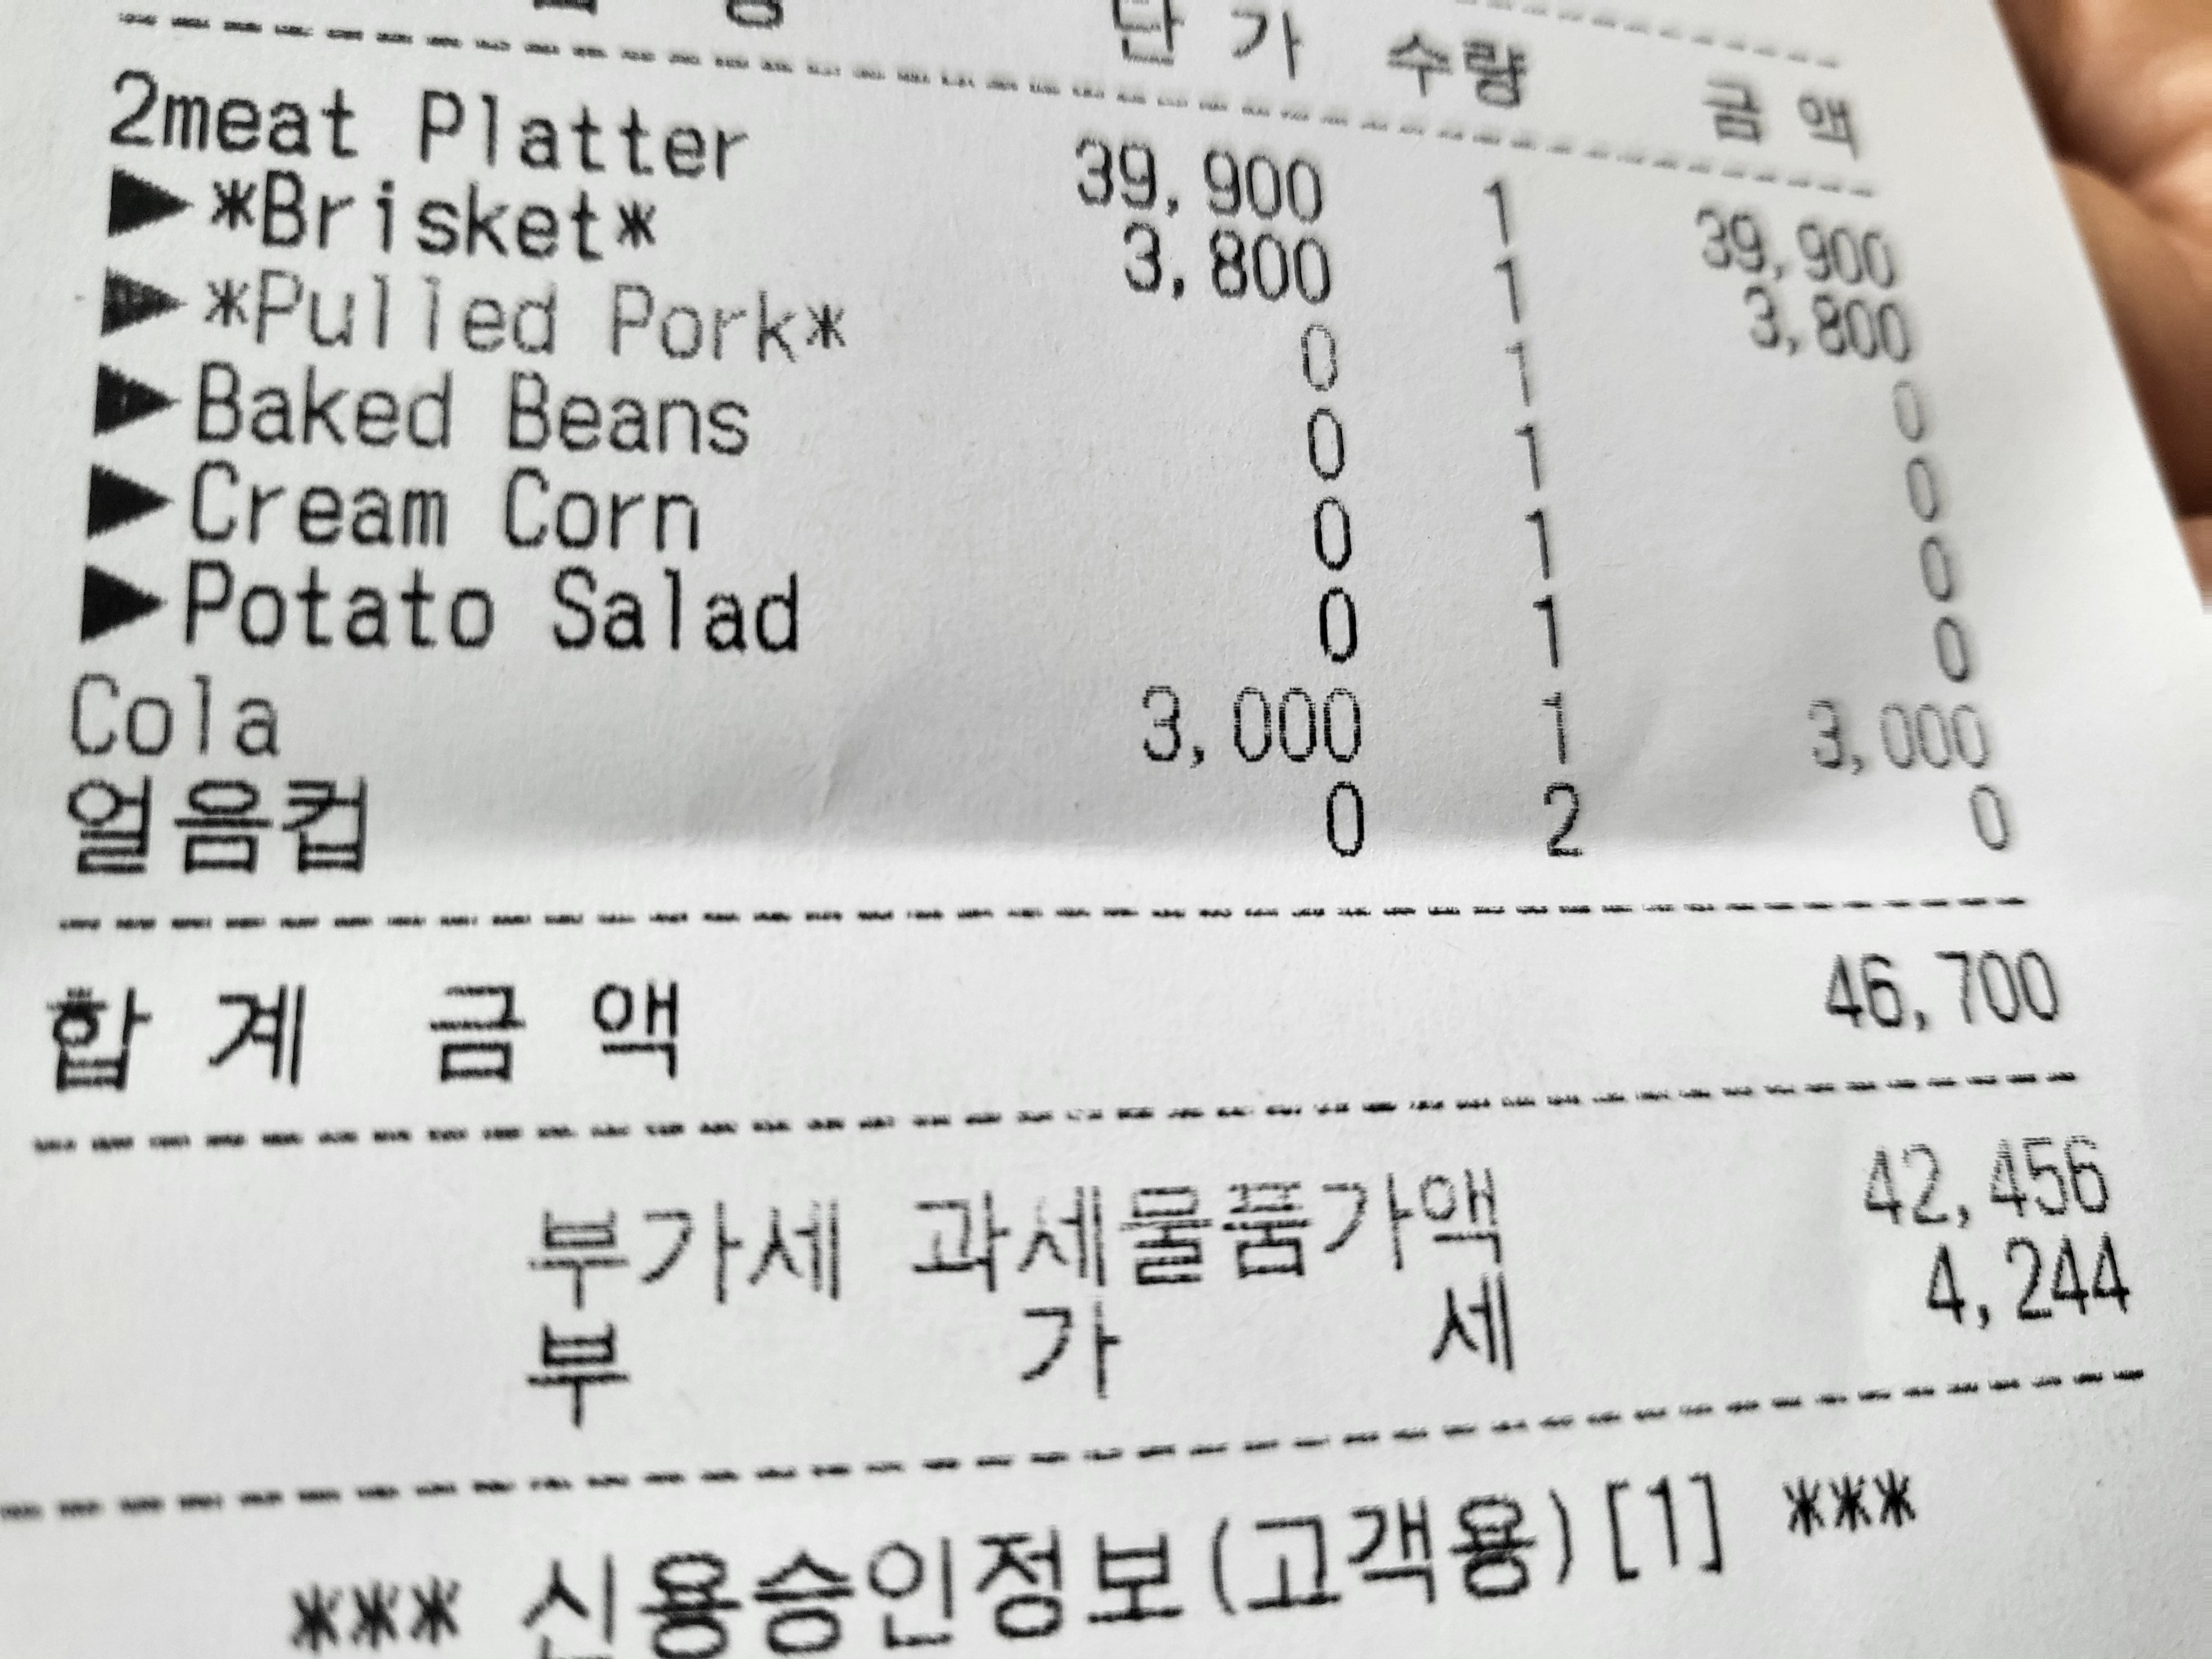 단 가 수량 금 액
2meat Platter 39,900 1 39,900
▶*Brisket* 3,800 1 3,800
▶*Pulled Pork* 0 1 0
▶Baked Beans 0 1 0
▶Cream Corn 0 1 0
▶Potato Salad 0 1 0
Cola 3,000 1 3,000
얼음컵 0 2 0
합 계 금 액 46,700
부가세 과세물품가액 42,456
부 가 세 4,244
*** 신용승인정보(고객용)[1] ***